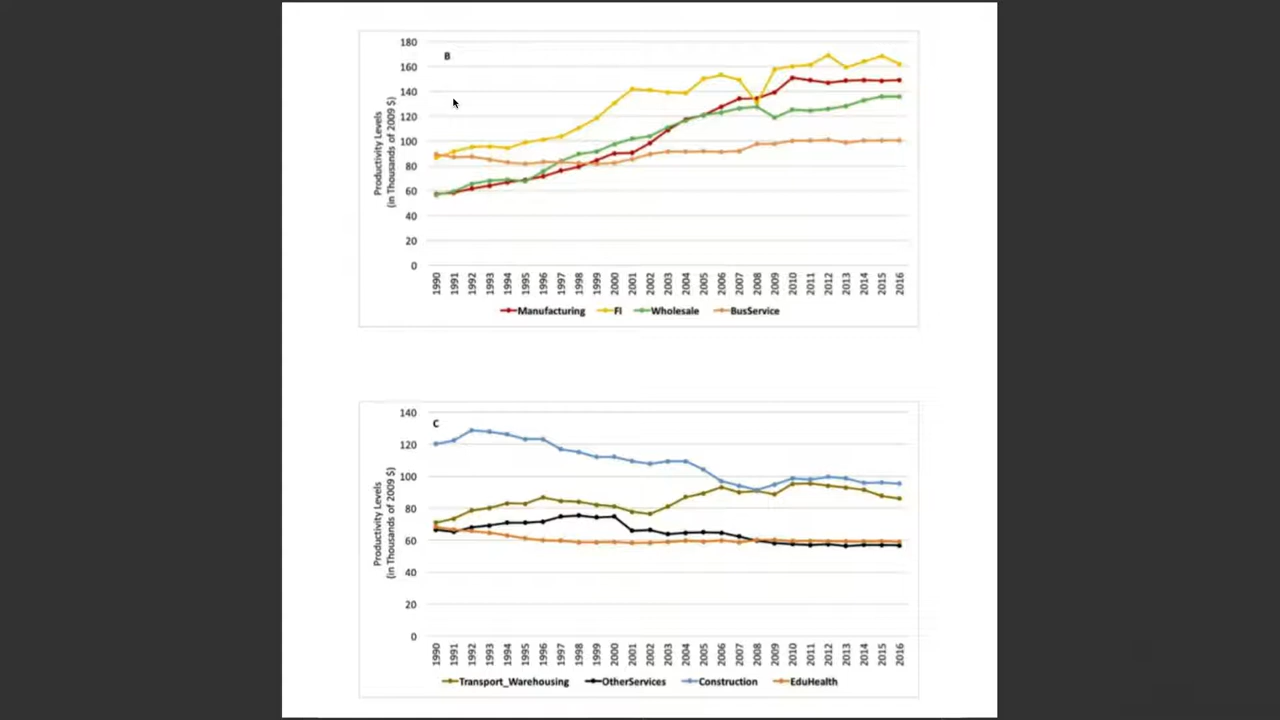 180
B
160
140
120
100
80
60
40
20
0
Productivity Levels
(in Thousands of 2009 $)
1990 1991 1992 1993 1994 1995 1996 1997 1998 1999 2000 2001 2002 2003 2004 2005 2006 2007 2008 2009 2010 2011 2012 2013 2014 2015 2016
Manufacturing FI Wholesale BusService
140
C
120
100
80
60
40
20
0
Productivity Levels
(in Thousands of 2009 $)
1990 1991 1992 1993 1994 1995 1996 1997 1998 1999 2000 2001 2002 2003 2004 2005 2006 2007 2008 2009 2010 2011 2012 2013 2014 2015 2016
Transport_Warehousing OtherServices Construction EduHealth